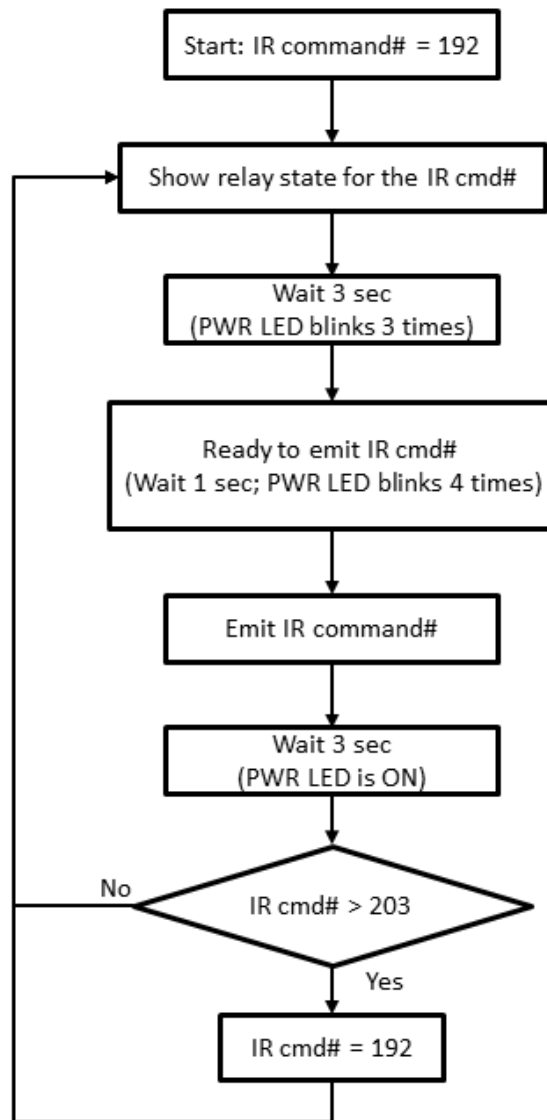 Start: IR command# = 192
Show relay state for the IR cmd#
Wait 3 sec
(PWR LED blinks 3 times)
Ready to emit IR cmd#
(Wait 1 sec; PWR LED blinks 4 times)
Emit IR command#
Wait 3 sec
(PWR LED is ON)
No
IR cmd# > 203
Yes
IR cmd# = 192